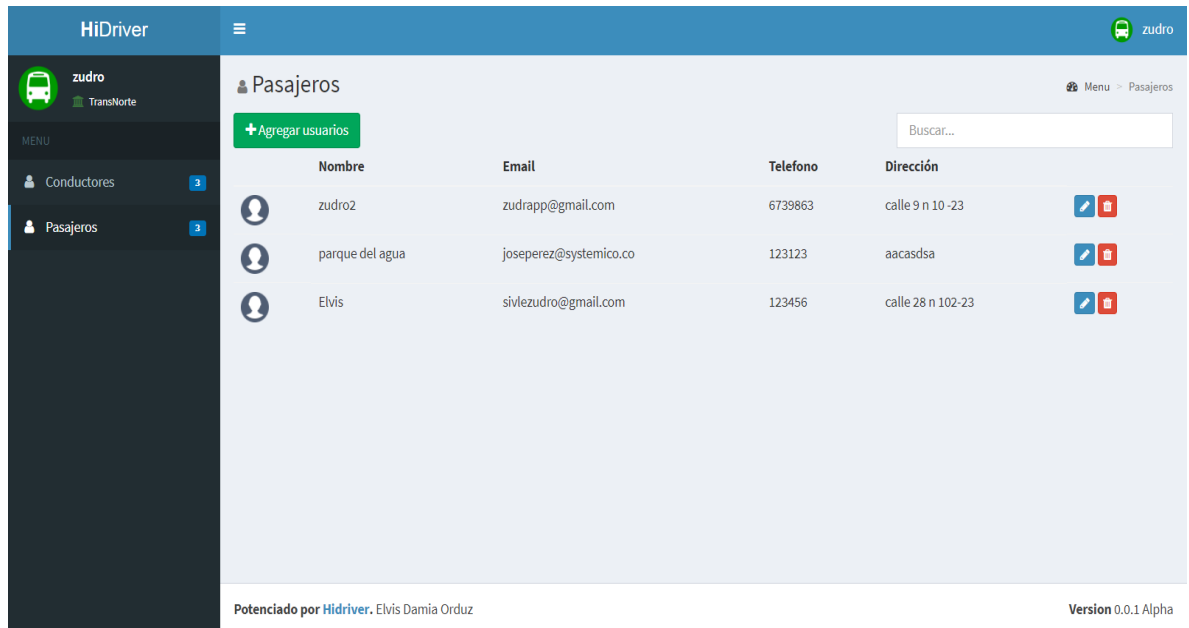 HiDriver
zudro
zudro
TransNorte
MENU
Conductores 3
Pasajeros 3
Pasajeros
Menu > Pasajeros
Agregar usuarios
Buscar...
Nombre Email Telefono Dirección
zudro2 zudrapp@gmail.com 6739863 calle 9 n 10 -23
parque del agua joseperez@systemico.co 123123 aacasdsa
Elvis sivlezudro@gmail.com 123456 calle 28 n 102-23
Potenciado por Hidriver. Elvis Damia Orduz
Version 0.0.1 Alpha